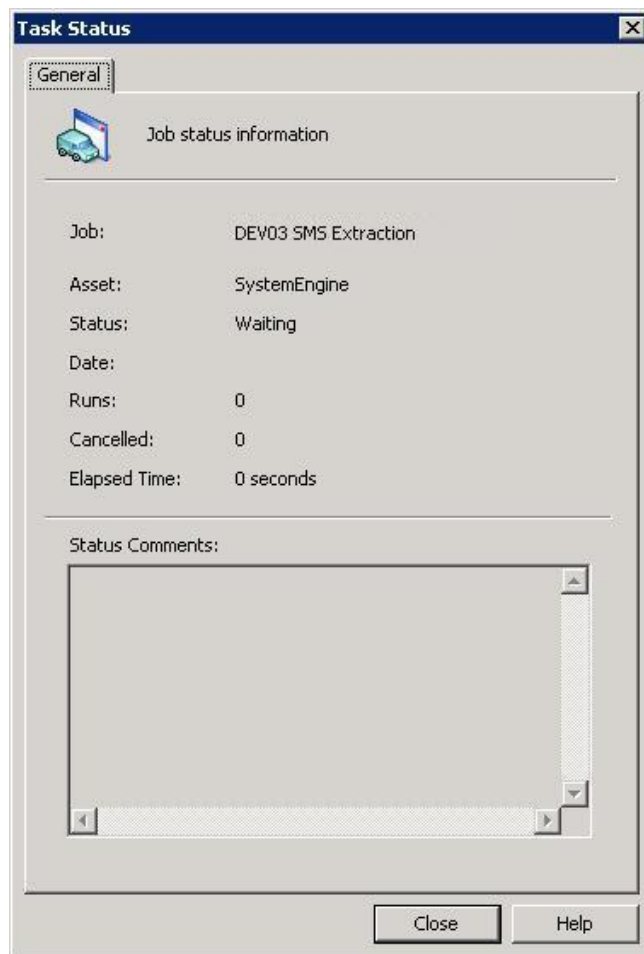 Task Status
General
Job status information
Job: DEV03 SMS Extraction
Asset: SystemEngine
Status: Waiting
Date:
Runs: 0
Cancelled: 0
Elapsed Time: 0 seconds
Status Comments:
Close Help